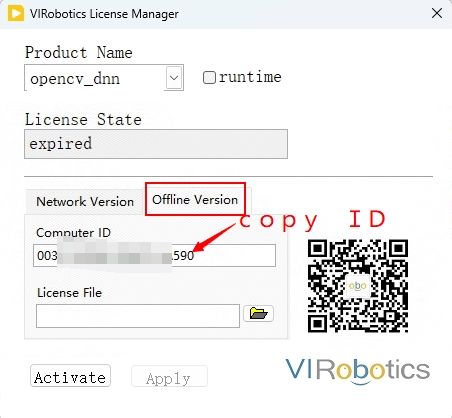 VIRobotics License Manager
Product Name
opencv_dnn
runtime
License State
expired
Network Version
Offline Version
copy ID
Computer ID
003
590
License File
obo
VIRobotics
Activate
Apply